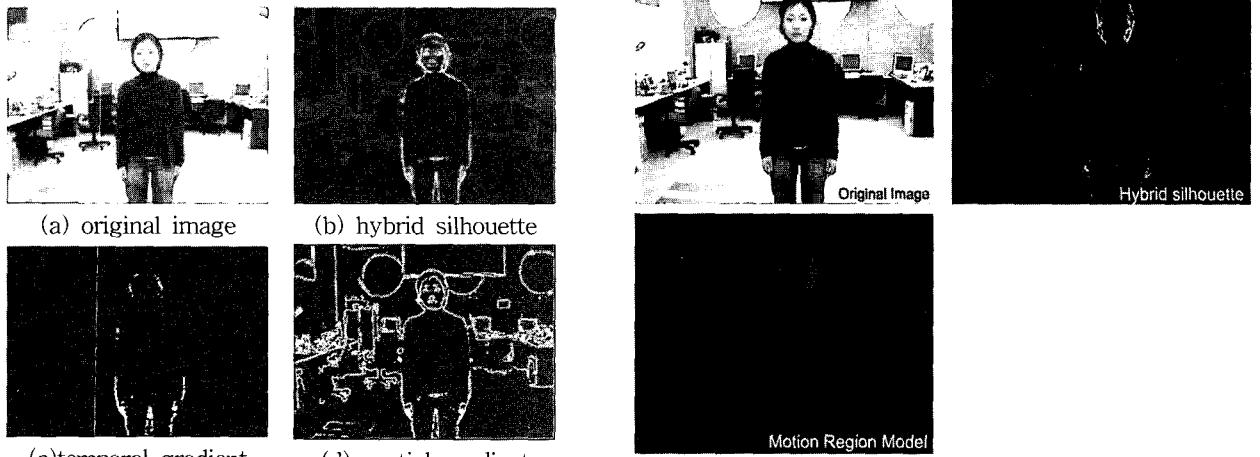 (a) original image
(b) hybrid silhouette
(c)temporal gradient
(d) spatial gradient
Original Image
Hybrid silhouette
Motion Region Model